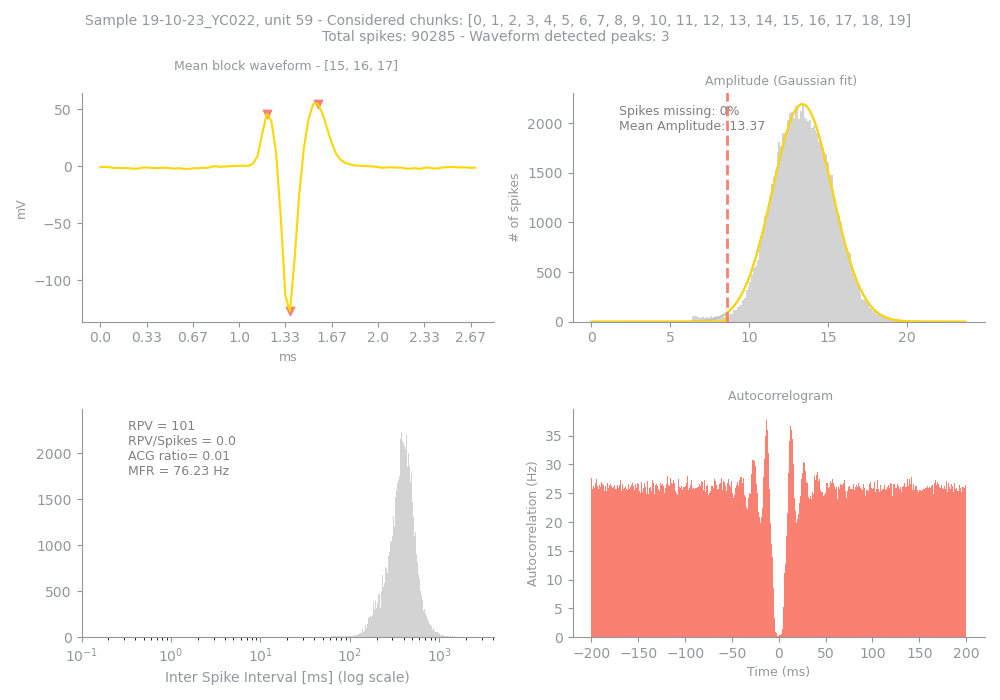 Sample 19-10-23_YC022, unit 59 - Considered chunks: [0, 1, 2, 3, 4, 5, 6, 7, 8, 9, 10, 11, 12, 13, 14, 15, 16, 17, 18, 19]
Total spikes: 90285 - Waveform detected peaks: 3
Mean block waveform - [15, 16, 17]
50
0
−50
−100
mV
0.0 0.33 0.67 1.0 1.33 1.67 2.0 2.33 2.67
ms
Amplitude (Gaussian fit)
Spikes missing: 0%
Mean Amplitude: 13.37
2000
1500
1000
500
0
# of spikes
0 5 10 15 20
RPV = 101
RPV/Spikes = 0.0
ACG ratio= 0.01
MFR = 76.23 Hz
2000
1500
1000
500
0
10⁻¹ 10⁰ 10¹ 10² 10³
Inter Spike Interval [ms] (log scale)
Autocorrelogram
35
30
25
20
15
10
5
0
Autocorrelation (Hz)
−200 −150 −100 −50 0 50 100 150 200
Time (ms)